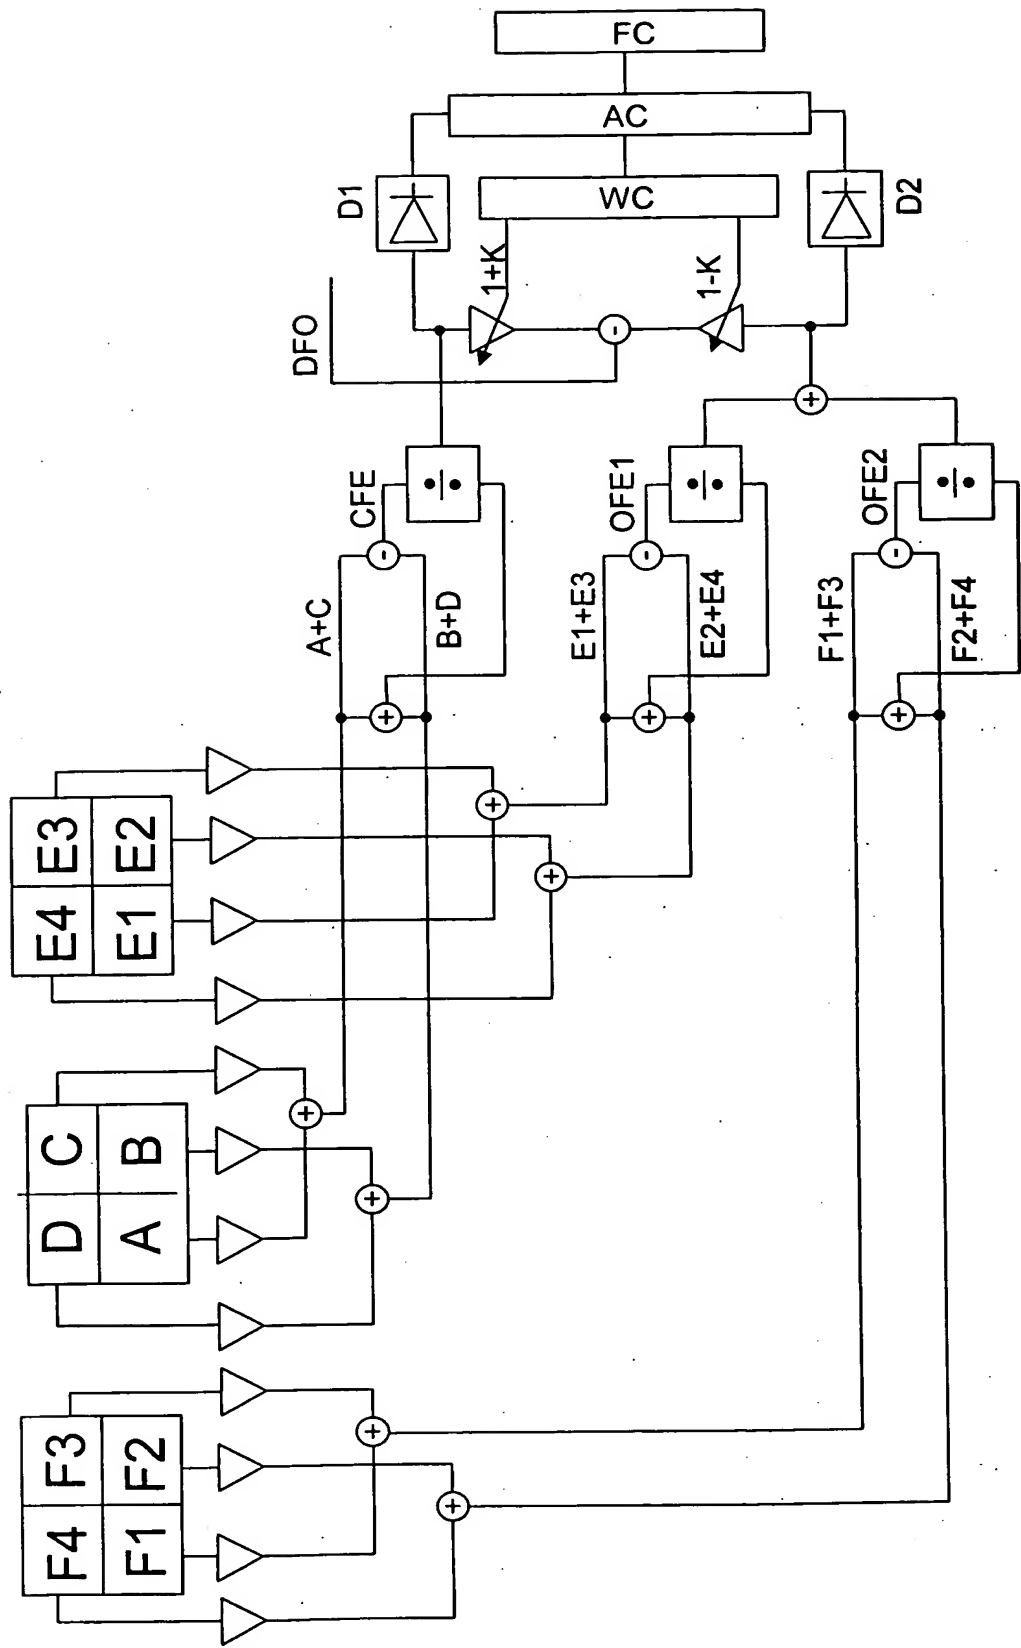 FC
AC
WC
D1
D2
1+K
1-K
DFO
CFE
A+C
B+D
OFE1
E1+E3
E2+E4
OFE2
F1+F3
F2+F4
E4 E3
E1 E2
D C
A B
F4 F3
F1 F2
+
+
+
+
+
+
+
+
+
+
-
-
-
-